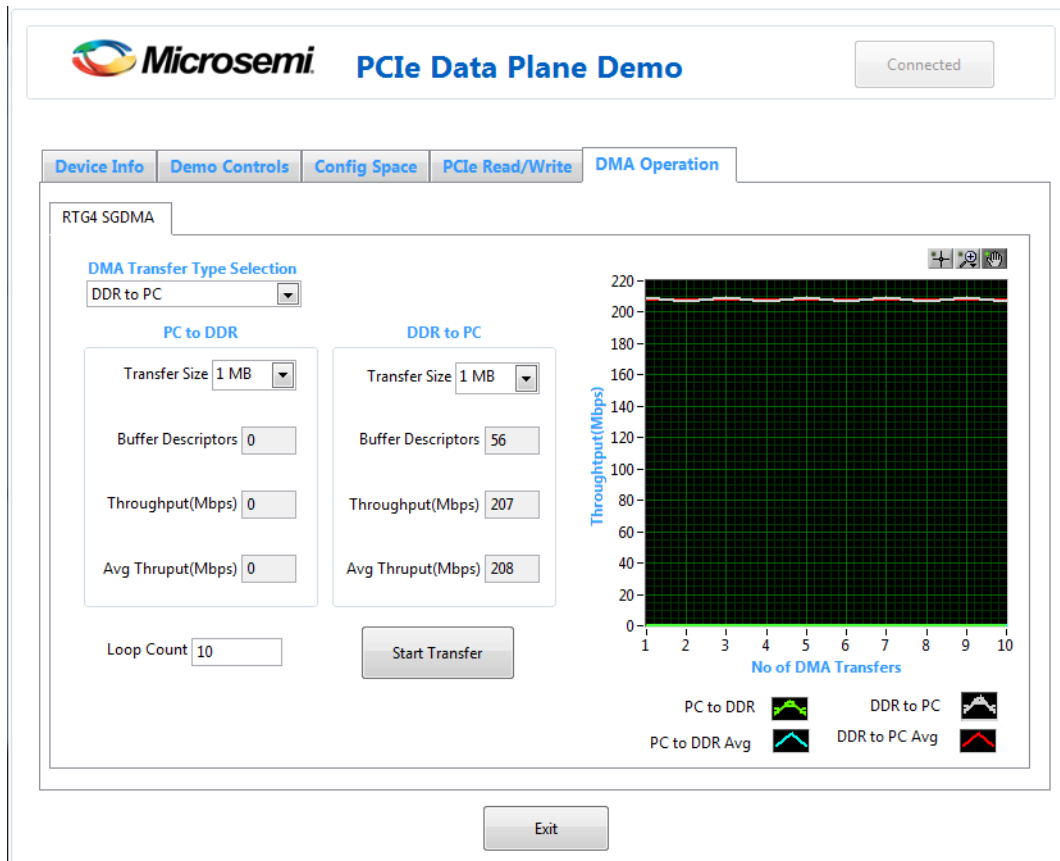 Microsemi. PCIe Data Plane Demo Connected
Device Info Demo Controls Config Space PCIe Read/Write DMA Operation
RTG4 SGDMA
DMA Transfer Type Selection
DDR to PC
PC to DDR
Transfer Size 1 MB
Buffer Descriptors 0
Throughput(Mbps) 0
Avg Thruput(Mbps) 0
DDR to PC
Transfer Size 1 MB
Buffer Descriptors 56
Throughput(Mbps) 207
Avg Thruput(Mbps) 208
Loop Count 10
Start Transfer
Throughtput(Mbps)
220
200
180
160
140
120
100
80
60
40
20
0
1 2 3 4 5 6 7 8 9 10
No of DMA Transfers
PC to DDR DDR to PC
PC to DDR Avg DDR to PC Avg
Exit